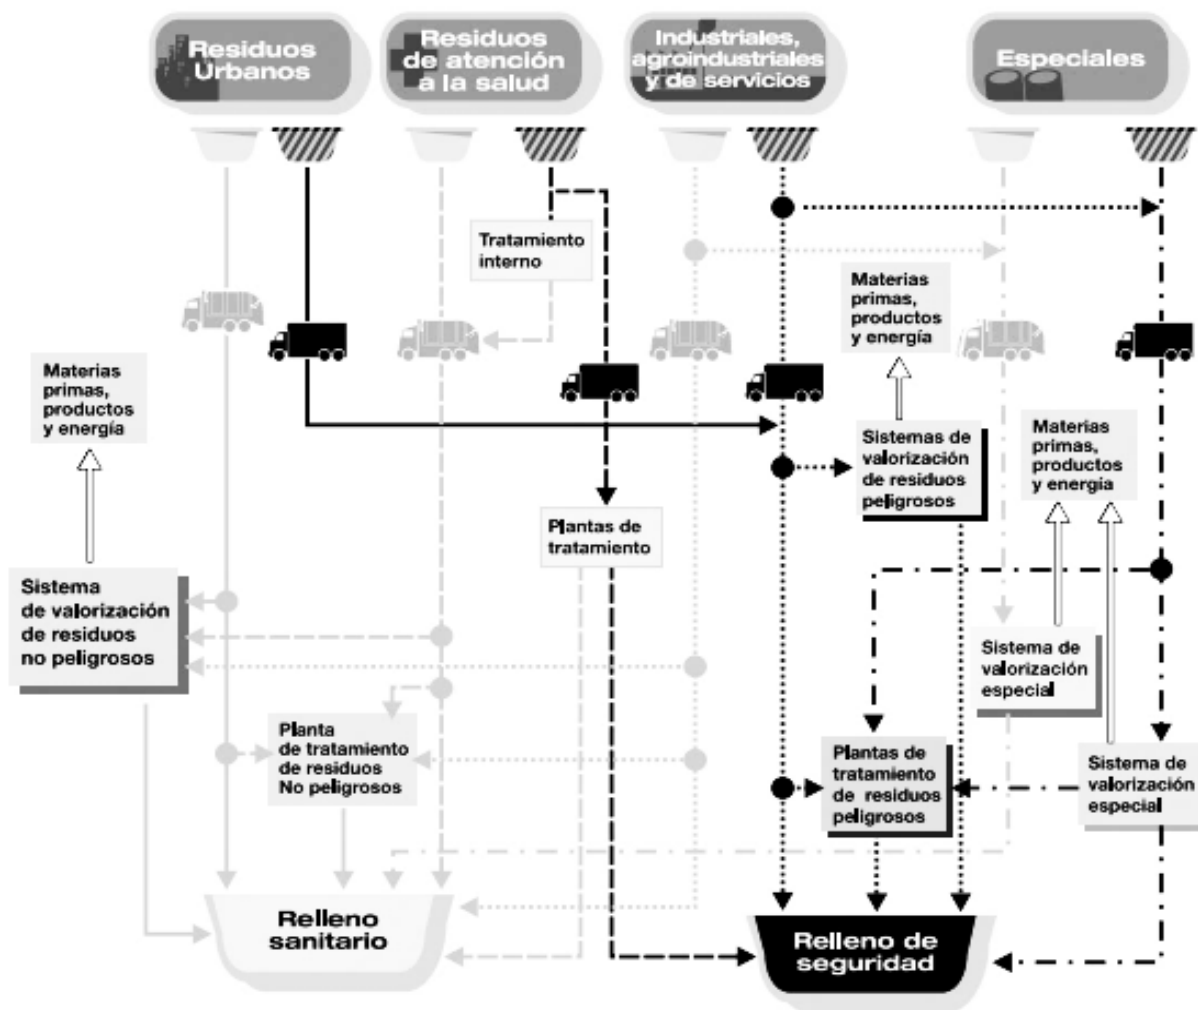 Residuos
Urbanos
Residuos
de atención
a la salud
Industriales,
agroindustriales
y de servicios
Especiales
Tratamiento
interno
Materias
primas,
productos
y energía
Materias
primas,
productos
y energía
Sistemas de
valorización
de residuos
peligrosos
Materias
primas,
productos
y energía
Plantas de
tratamiento
Sistema
de valorización
de residuos
no peligrosos
Sistema de
valorización
especial
Planta
de tratamiento
de residuos
No peligrosos
Plantas de
tratamiento
de residuos
peligrosos
Sistema de
valorización
especial
Relleno
sanitario
Relleno de
seguridad